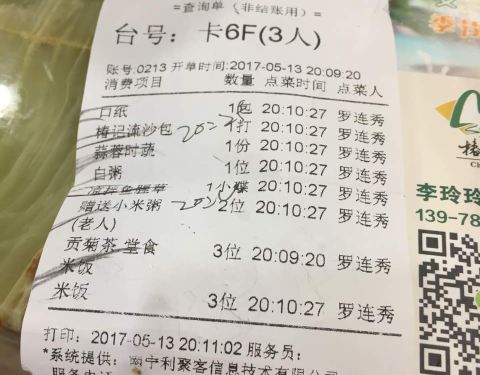 =查询单(非结账用)=
台号: 卡6F(3人)
账号:0213 开单时间:2017-05-13 20:09:20
消费项目 数量 点菜时间 点菜人
口纸 1包 20:10:27 罗连秀
椿记流沙包 1打 20:10:27 罗连秀
蒜蓉时蔬 1份 20:10:27 罗连秀
白粥 1位 20:10:27 罗连秀
1小碟 20:10:27 罗连秀
赠送小米粥 2位 20:10:27 罗连秀
(老人)
贡菊茶 堂食 3位 20:09:20 罗连秀
米饭
米饭 3位 20:10:27 罗连秀
打印: 2017-05-13 20:11:02 服务员:
*系统提供: 南宁利聚客信息技术有限公司
李玲玲
139-78